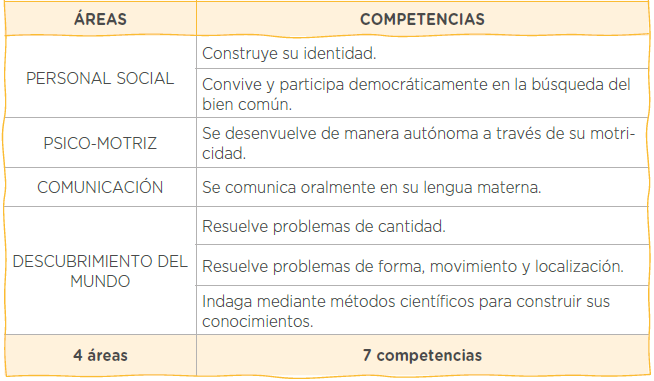 ÁREAS COMPETENCIAS
PERSONAL SOCIAL
Construye su identidad.
Convive y participa democráticamente en la búsqueda del
bien común.
PSICO-MOTRIZ
Se desenvuelve de manera autónoma a través de su motri-
cidad.
COMUNICACIÓN
Se comunica oralmente en su lengua materna.
DESCUBRIMIENTO DEL
MUNDO
Resuelve problemas de cantidad.
Resuelve problemas de forma, movimiento y localización.
Indaga mediante métodos científicos para construir sus
conocimientos.
4 áreas 7 competencias